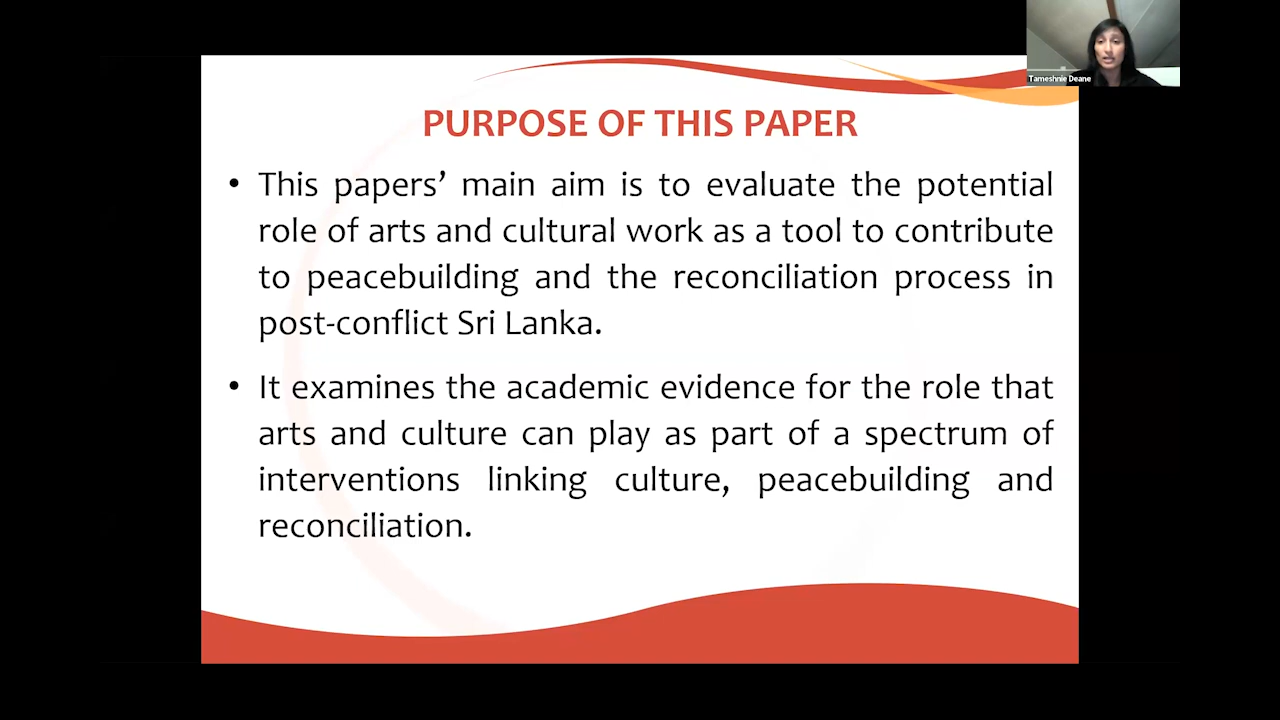 Tameshnie Deane
PURPOSE OF THIS PAPER
• This papers’ main aim is to evaluate the potential
role of arts and cultural work as a tool to contribute
to peacebuilding and the reconciliation process in
post-conflict Sri Lanka.
• It examines the academic evidence for the role that
arts and culture can play as part of a spectrum of
interventions linking culture, peacebuilding and
reconciliation.